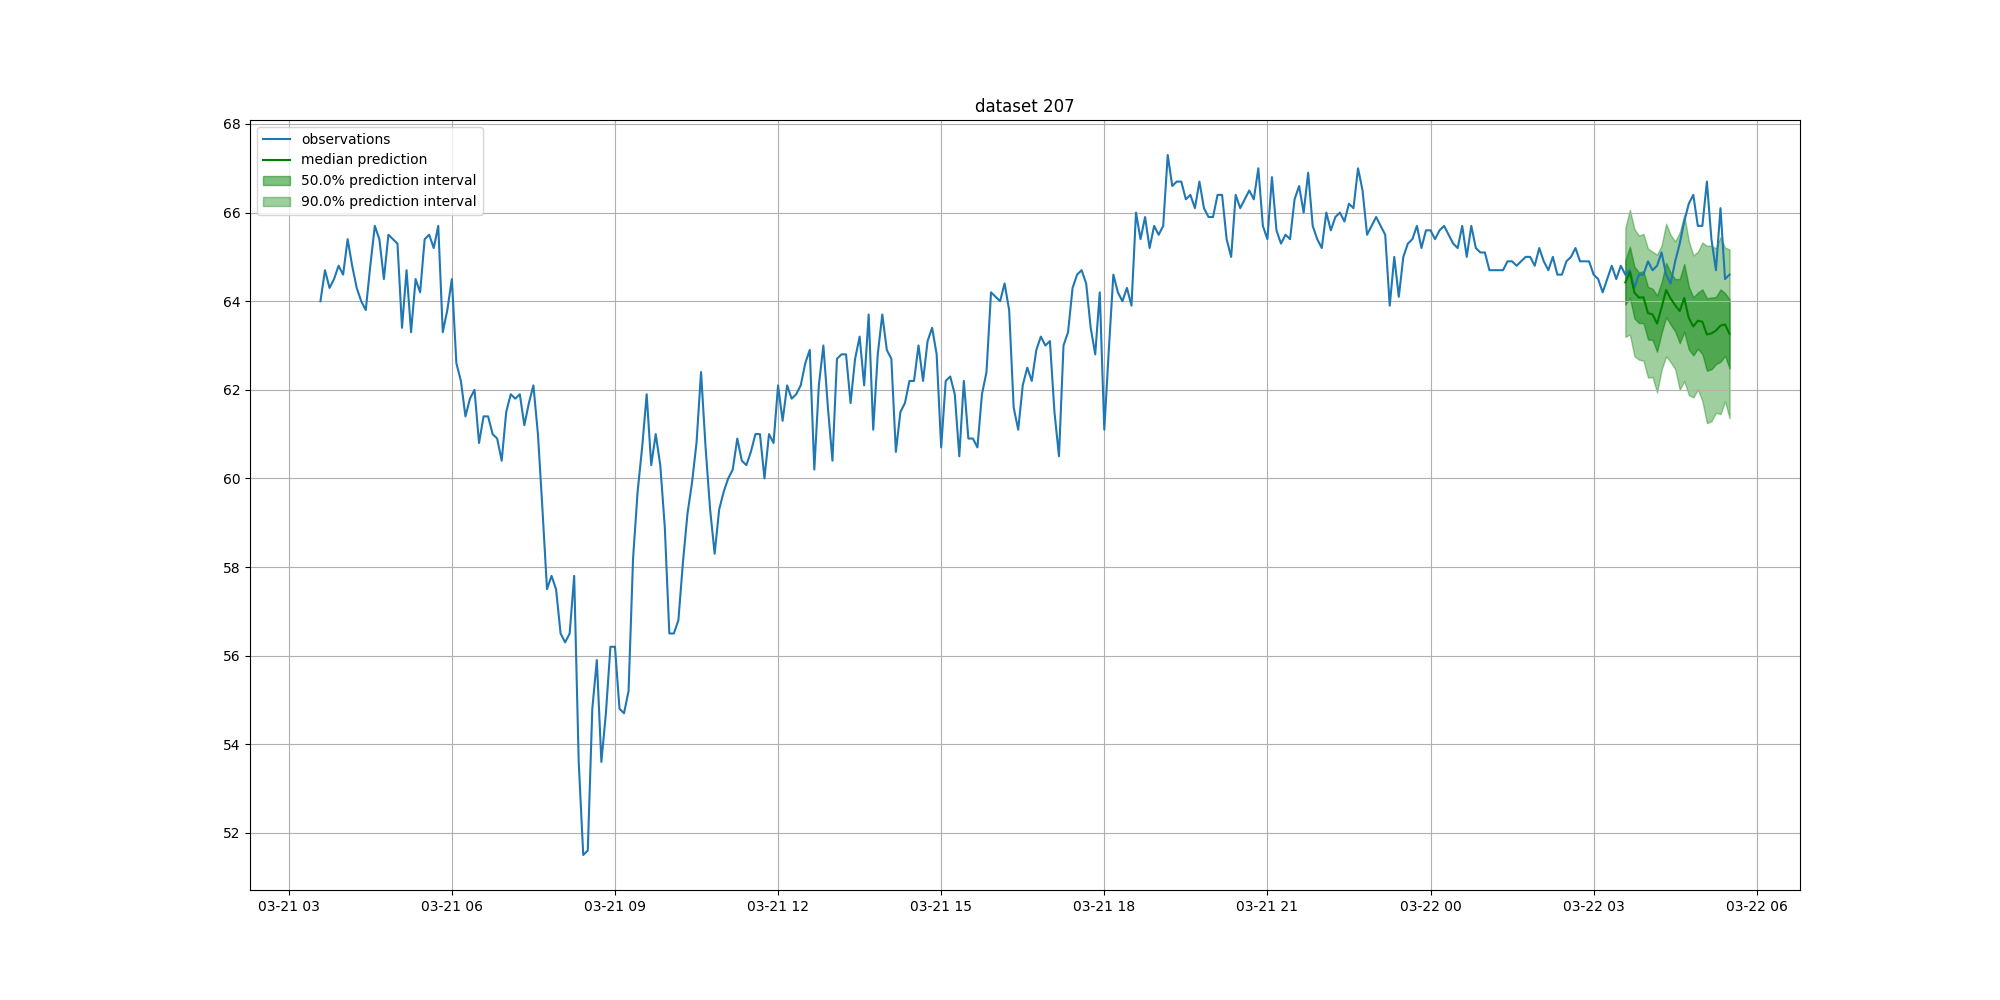 dataset 207
observations
median prediction
50.0% prediction interval
90.0% prediction interval
68
66
64
62
60
58
56
54
52
03-21 03 03-21 06 03-21 09 03-21 12 03-21 15 03-21 18 03-21 21 03-22 00 03-22 03 03-22 06